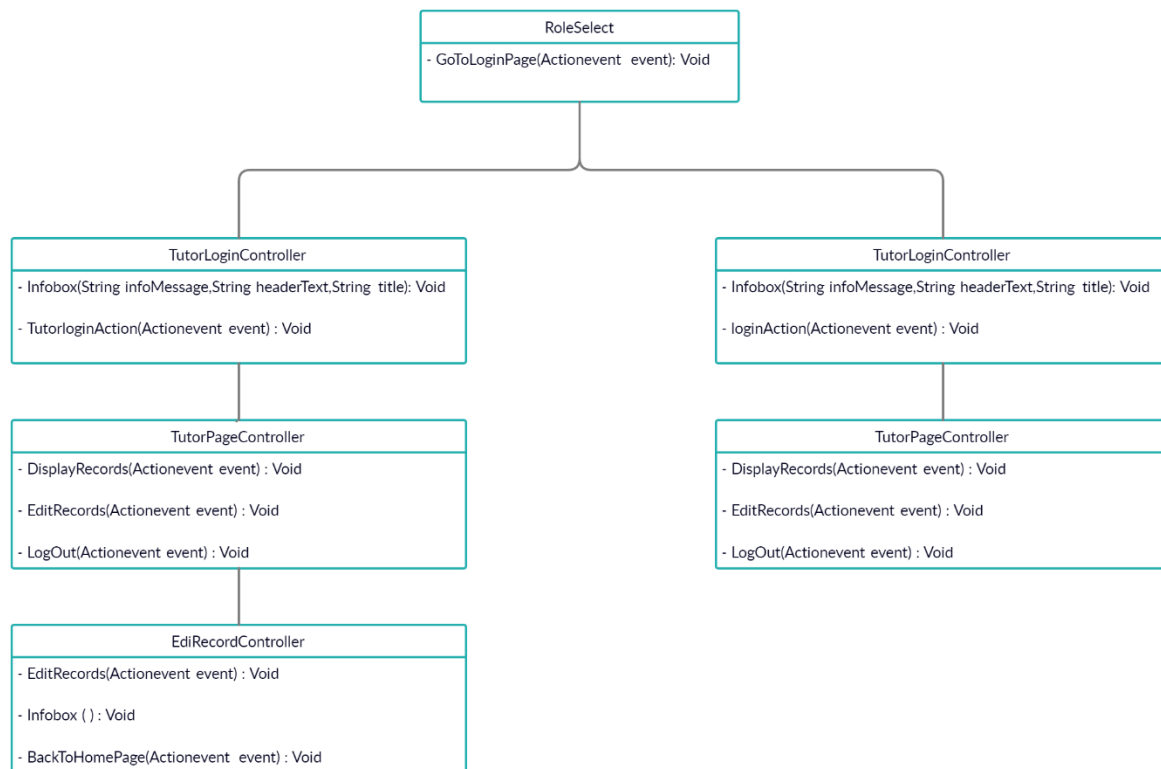 RoleSelect
- GoToLoginPage(Actionevent event): Void
TutorLoginController
- Infobox(String infoMessage,String headerText,String title): Void
- TutorloginAction(Actionevent event) : Void
TutorLoginController
- Infobox(String infoMessage,String headerText,String title): Void
- loginAction(Actionevent event) : Void
TutorPageController
- DisplayRecords(Actionevent event) : Void
- EditRecords(Actionevent event) : Void
- LogOut(Actionevent event) : Void
TutorPageController
- DisplayRecords(Actionevent event) : Void
- EditRecords(Actionevent event) : Void
- LogOut(Actionevent event) : Void
EdiRecordController
- EditRecords(Actionevent event) : Void
- Infobox ( ) : Void
- BackToHomePage(Actionevent event) : Void